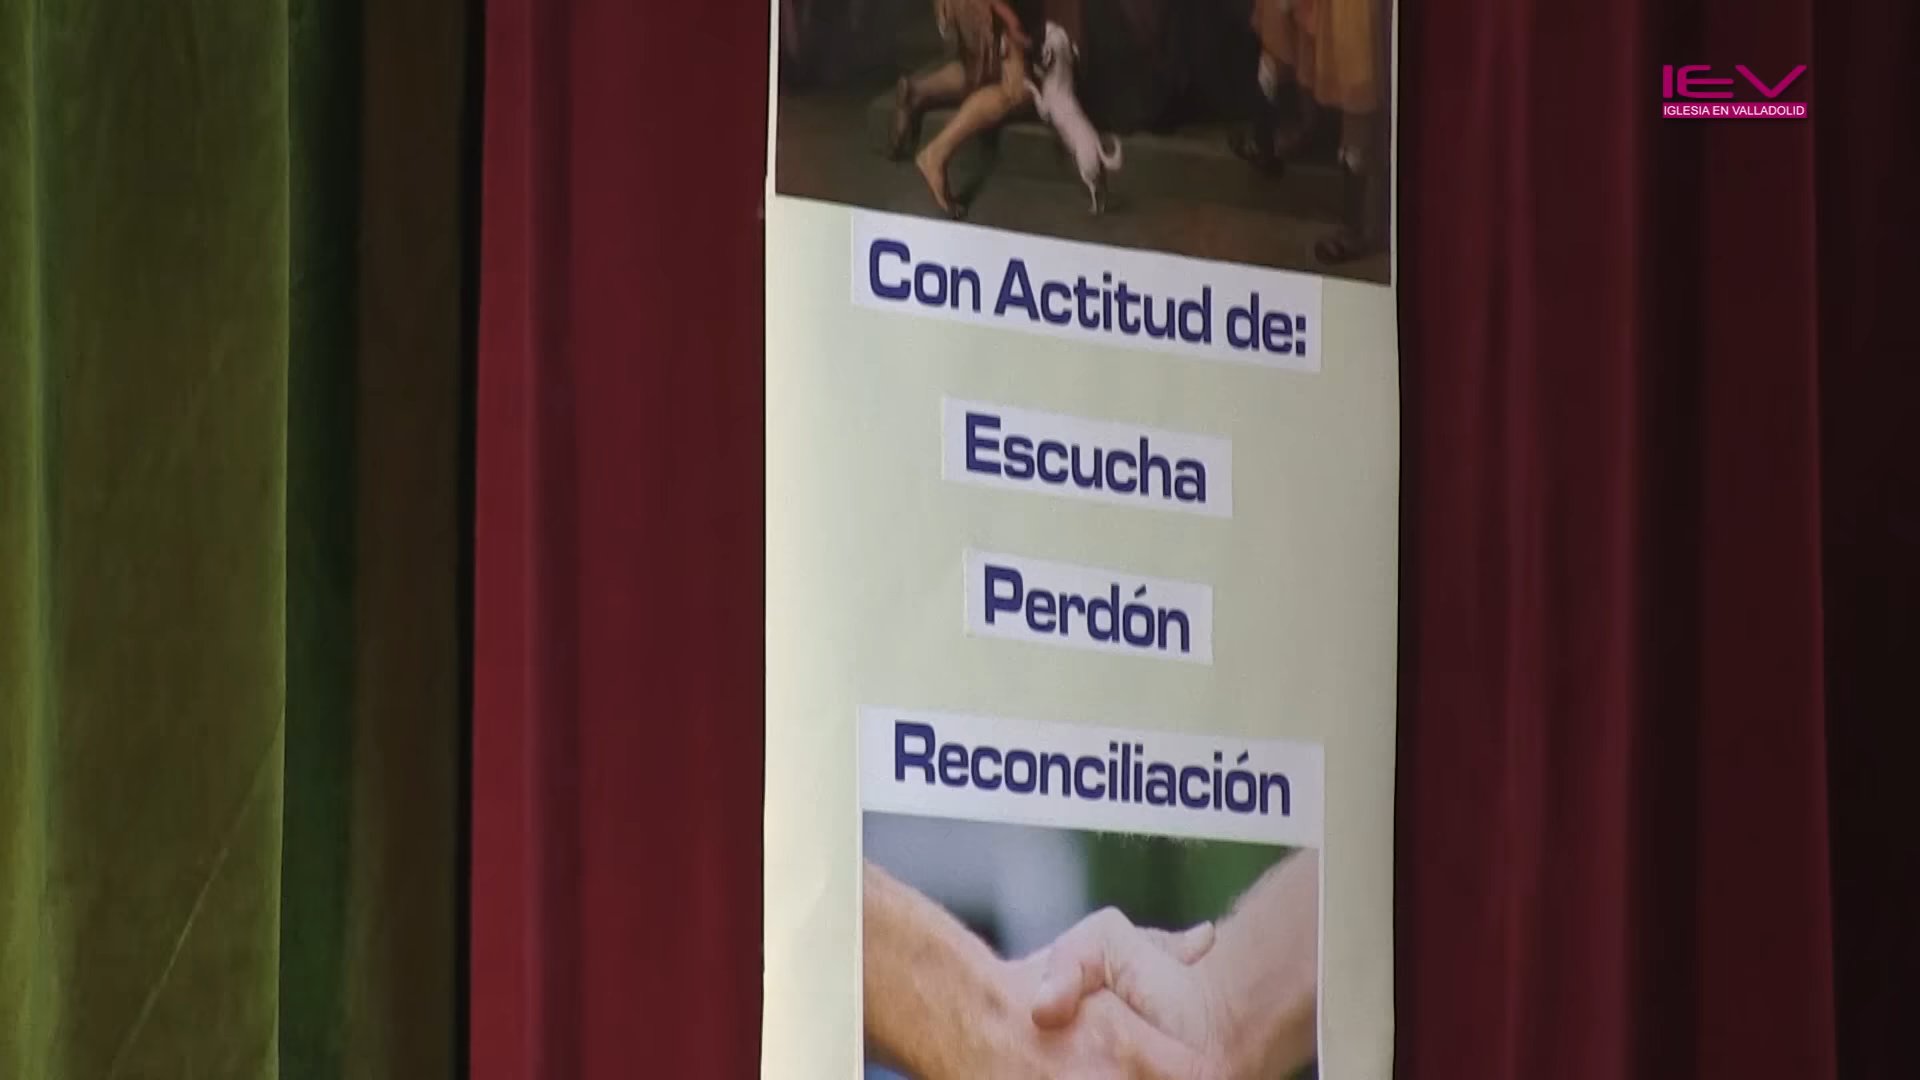 IEV
IGLESIA EN VALLADOLID
Con Actitud de:
Escucha
Perdón
Reconciliación